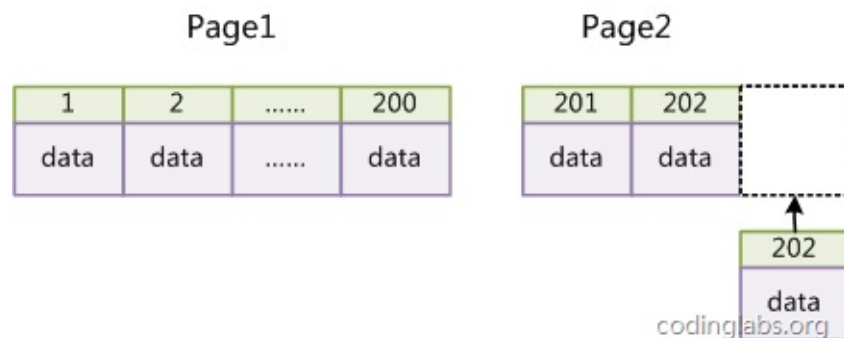 Page1 Page2
1 2 ...... 200 201 202
data data ...... data data data
202
data
codinglabs.org